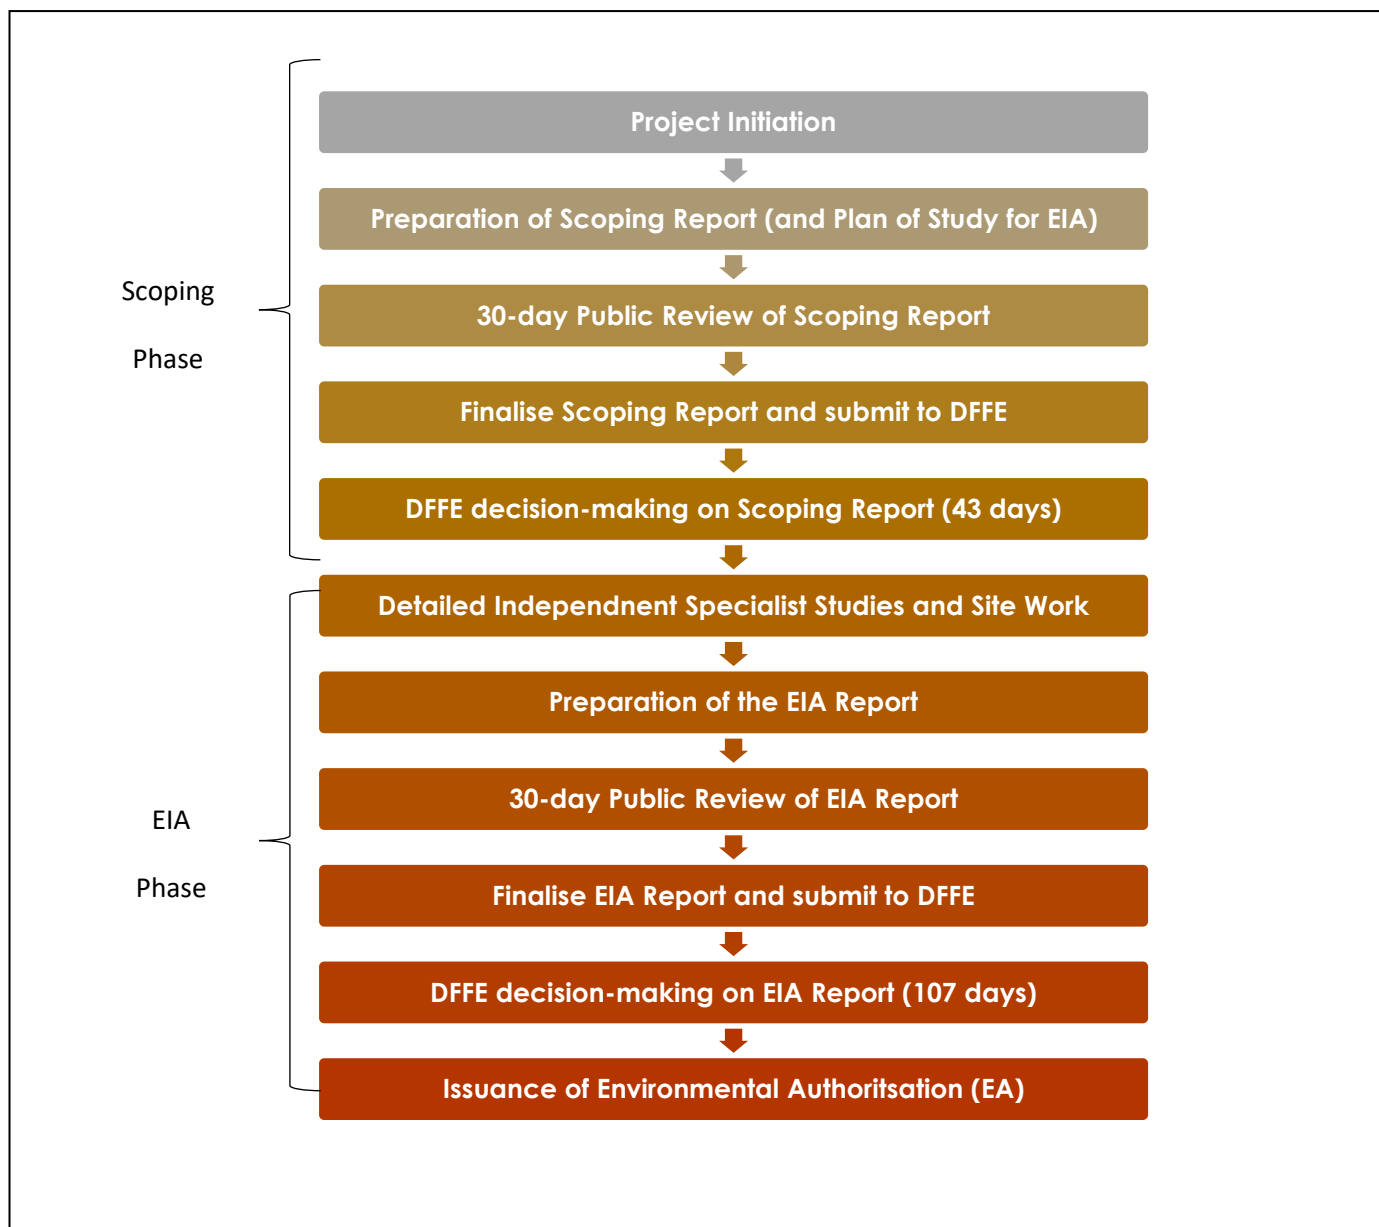 Project Initiation
Preparation of Scoping Report (and Plan of Study for EIA)
Scoping
Phase
30-day Public Review of Scoping Report
Finalise Scoping Report and submit to DFFE
DFFE decision-making on Scoping Report (43 days)
Detailed Independnent Specialist Studies and Site Work
Preparation of the EIA Report
EIA
Phase
30-day Public Review of EIA Report
Finalise EIA Report and submit to DFFE
DFFE decision-making on EIA Report (107 days)
Issuance of Environmental Authoritsation (EA)